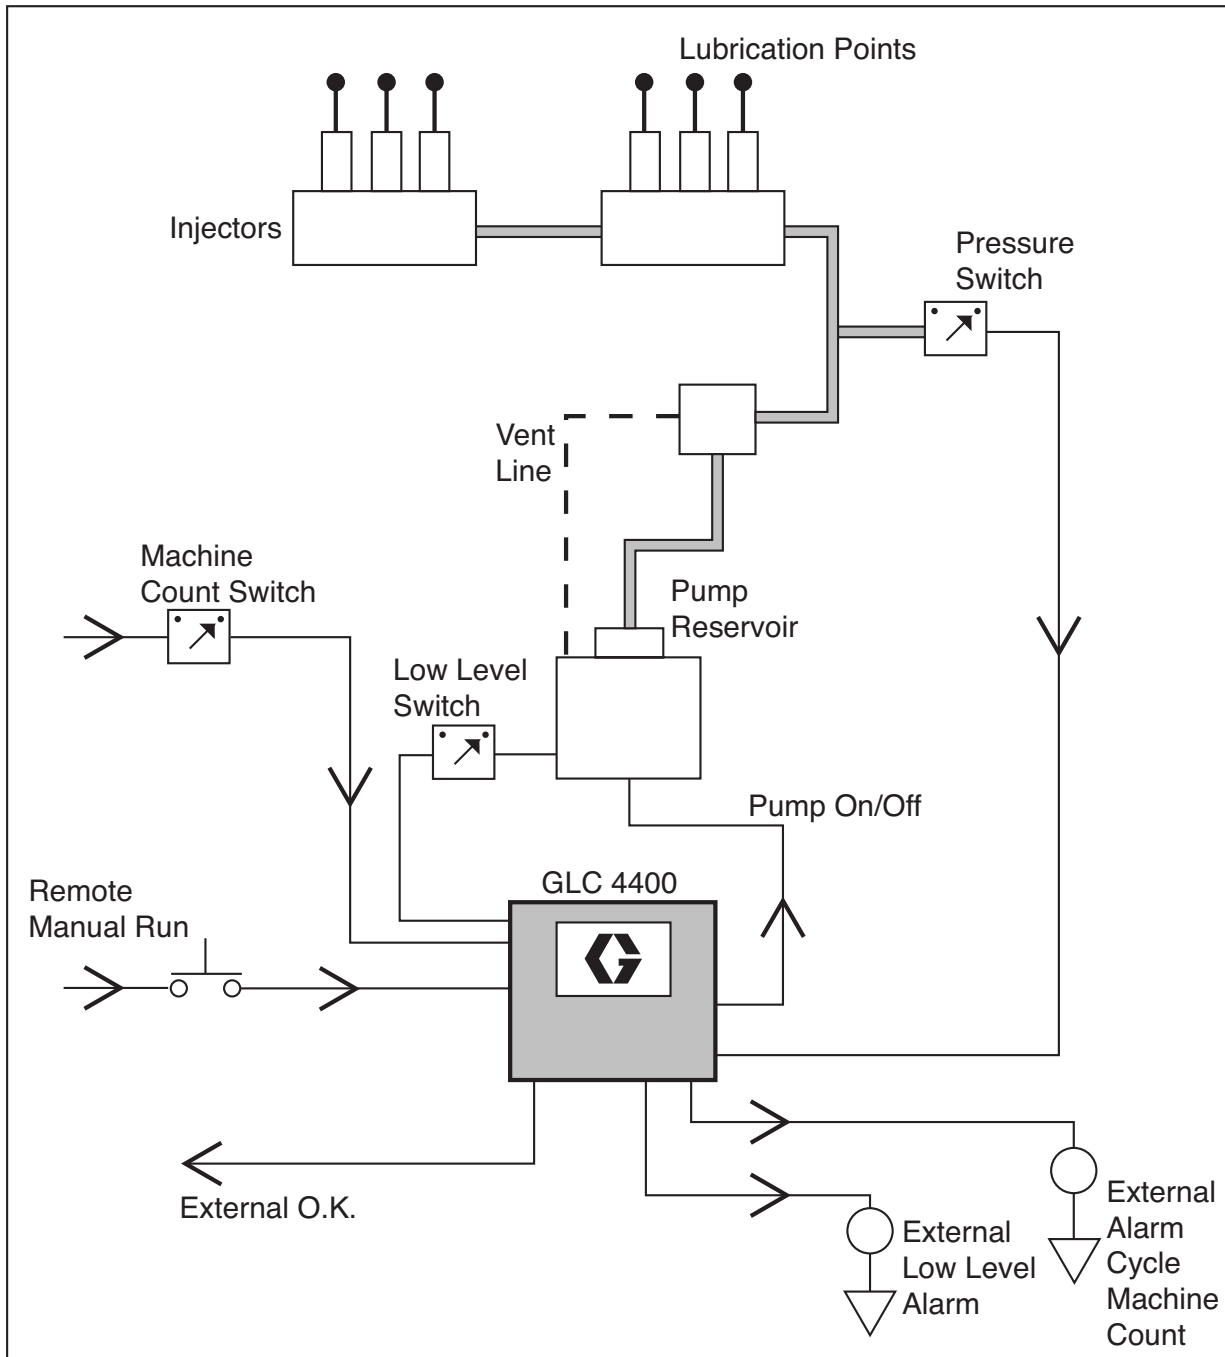 Lubrication Points
Injectors
Pressure
Switch
Vent
Line
Machine
Count Switch
Pump
Reservoir
Low Level
Switch
Pump On/Off
GLC 4400
Remote
Manual Run
External O.K.
External
Low Level
Alarm
External
Alarm
Cycle
Machine
Count